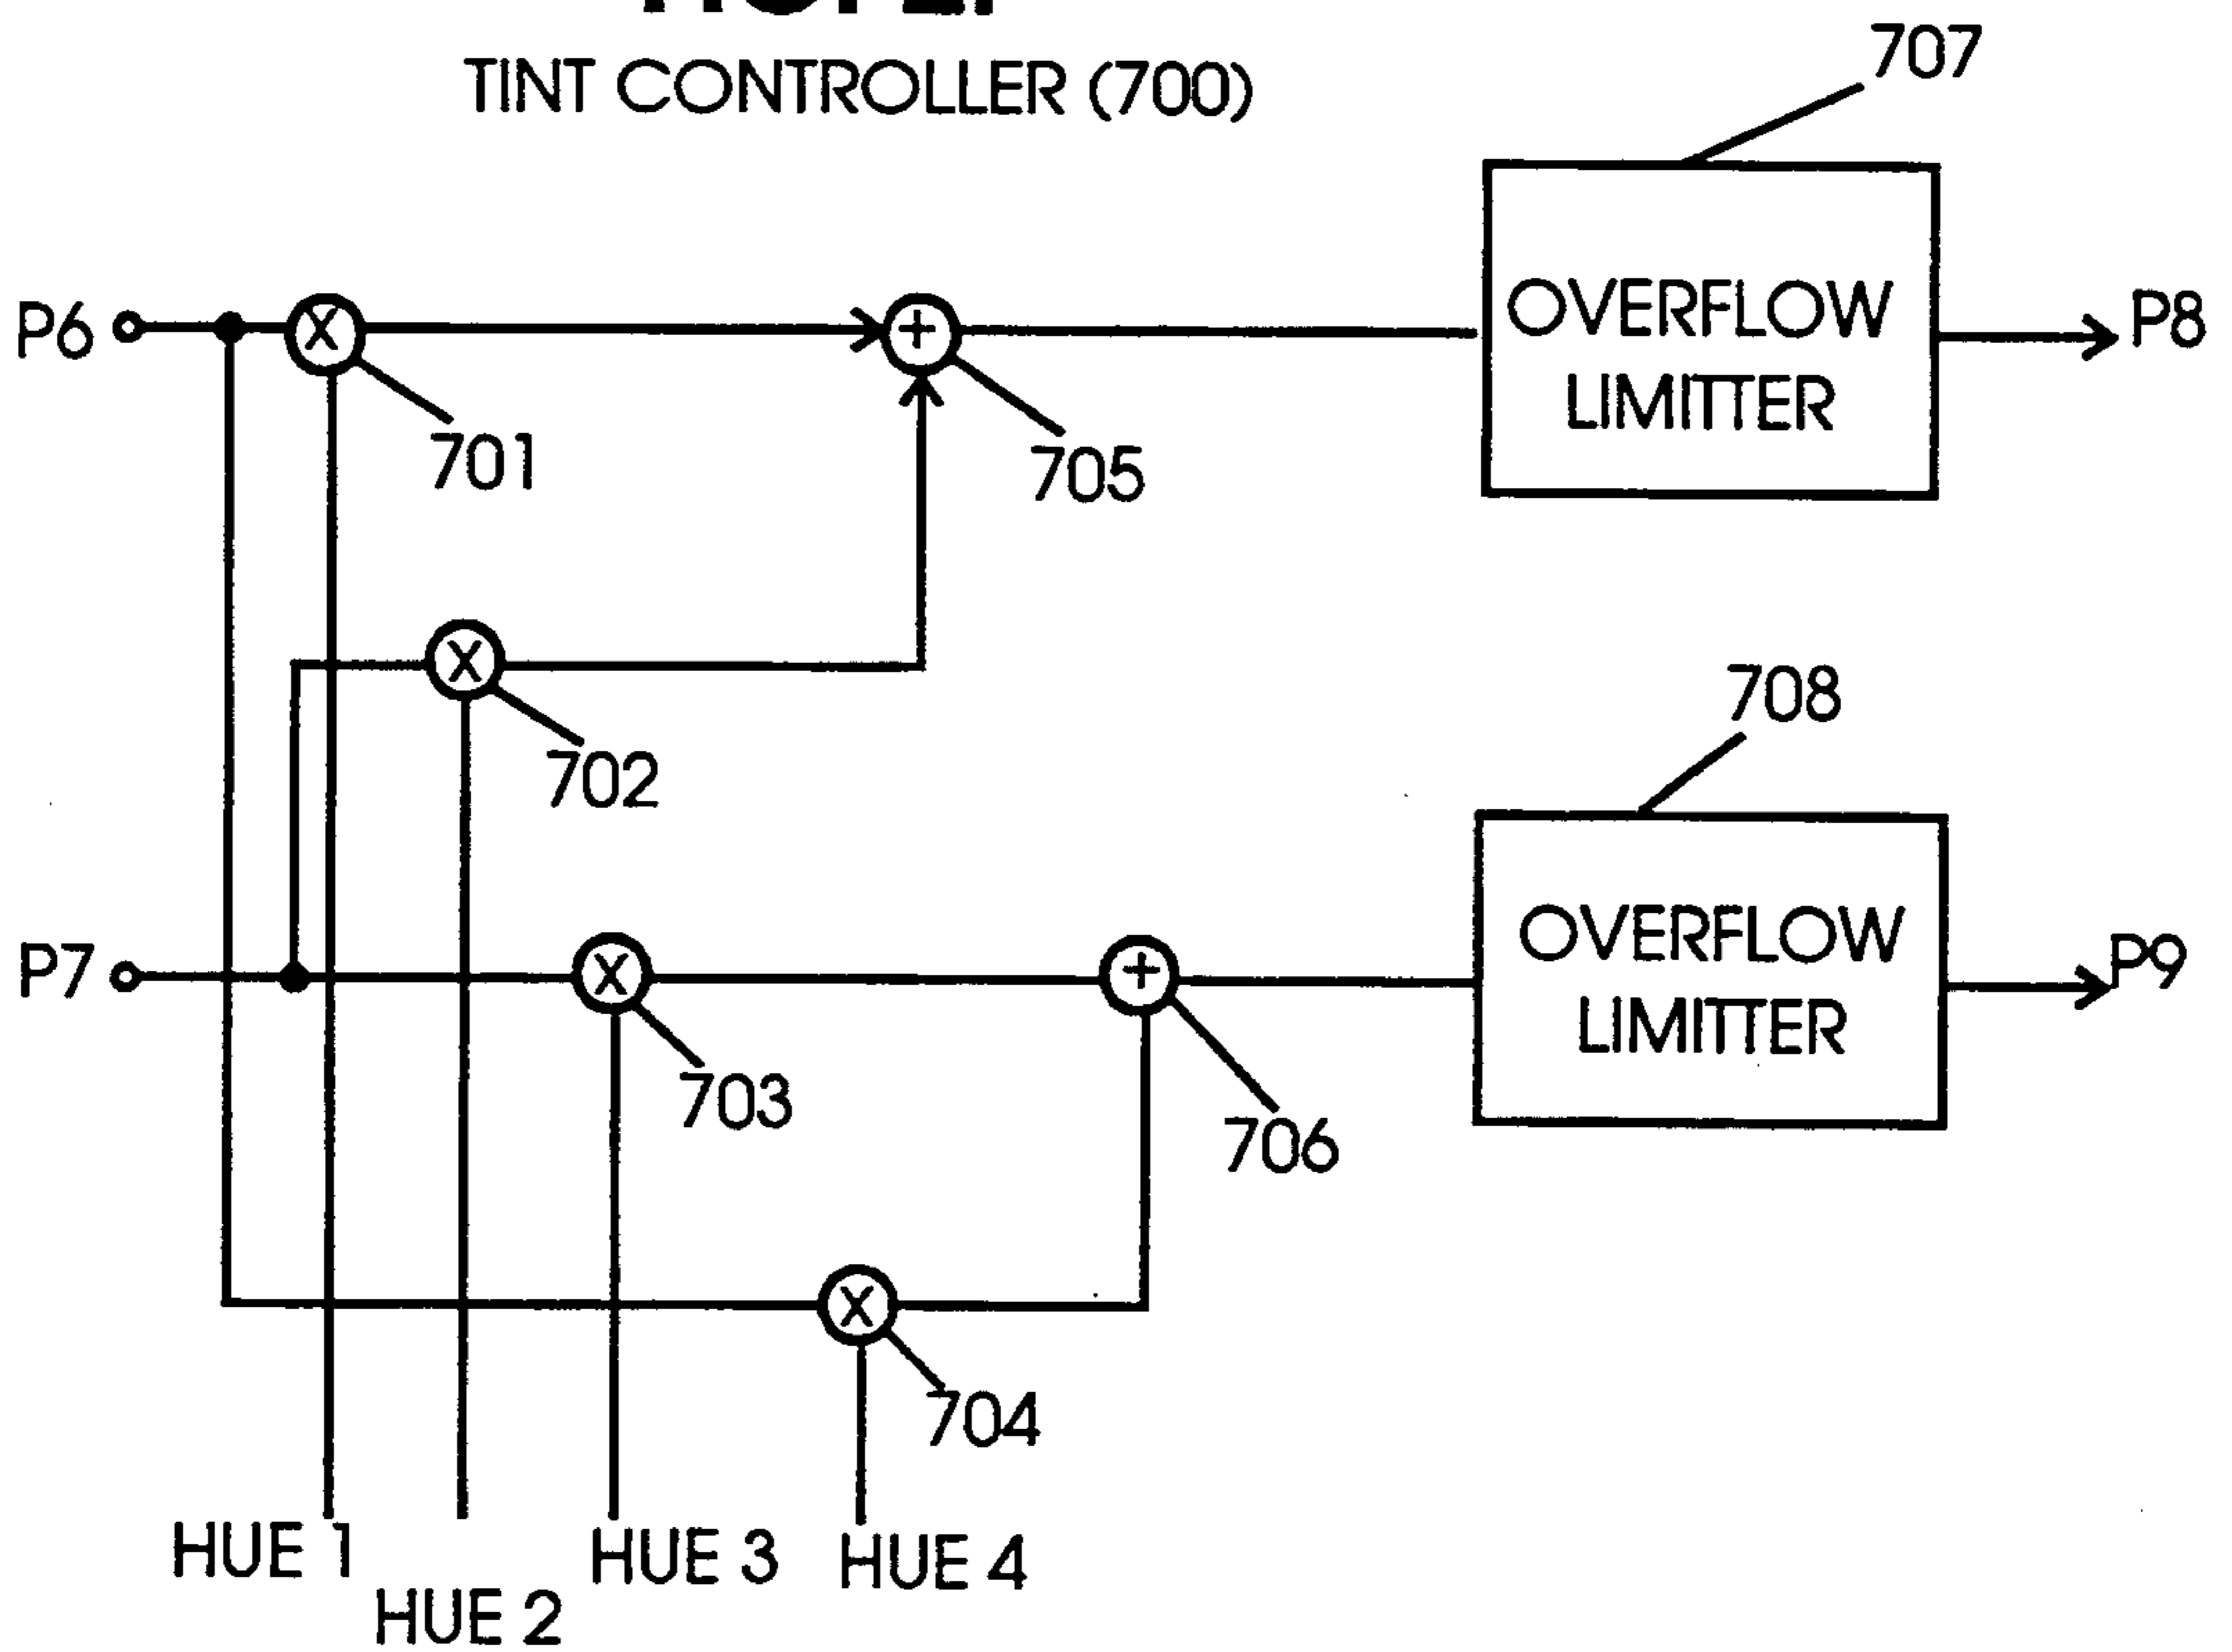 TINT CONTROLLER (700)
707
P6
X
+
OVERFLOW
LIMITTER
P8
701
705
X
702
708
P7
X
+
OVERFLOW
LIMITTER
P9
703
706
X
704
HUE 1
HUE 2
HUE 3
HUE 4